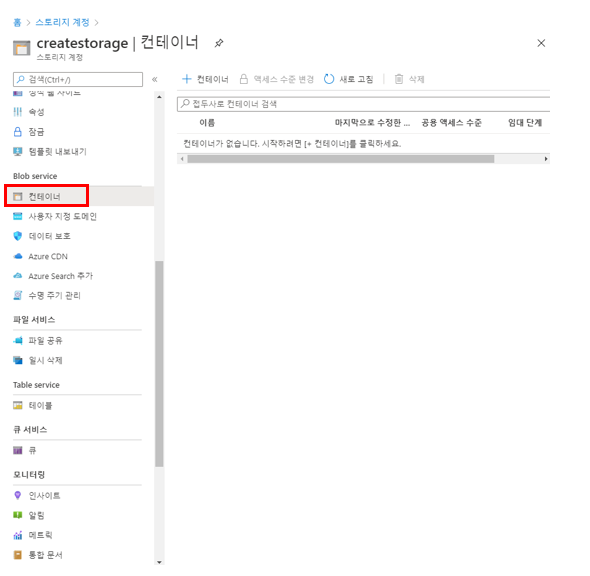 홈 > 스토리지 계정 >
createstorage | 컨테이너
스토리지 계정
검색(Ctrl+/)
정적 웹 사이트
속성
잠금
템플릿 내보내기
Blob service
컨테이너
사용자 지정 도메인
데이터 보호
Azure CDN
Azure Search 추가
수명 주기 관리
파일 서비스
파일 공유
일시 삭제
Table service
테이블
큐 서비스
큐
모니터링
인사이트
알림
메트릭
통합 문서
+ 컨테이너 액세스 수준 변경 새로 고침 삭제
접두사로 컨테이너 검색
이름 마지막으로 수정한 ... 공용 액세스 수준 임대 단계
컨테이너가 없습니다. 시작하려면 [+ 컨테이너]를 클릭하세요.